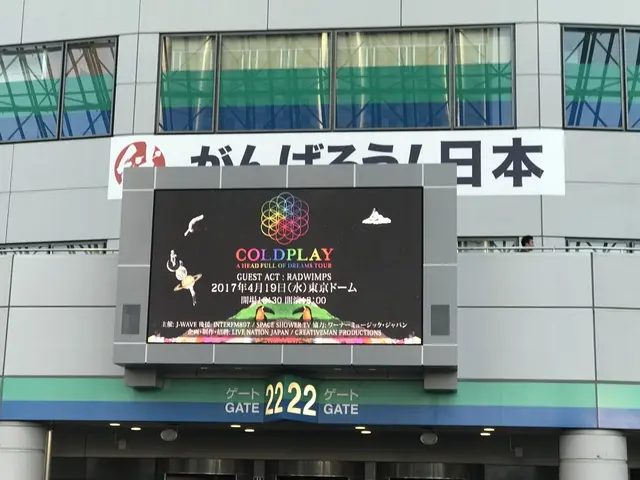 がんばろう!日本
COLDPLAY
A HEAD FULL OF DREAMS TOUR
GUEST ACT : RADWIMPS
2017年4月19日(水)東京ドーム
主催: J-WAVE 後援: INTERFM897 / SPACE SHOWER TV 協力: ワーナーミュージック・ジャパン
企画・制作・招聘: LIVE NATION JAPAN / CREATIVEMAN PRODUCTIONS
ゲート 22 22 ゲート
GATE GATE